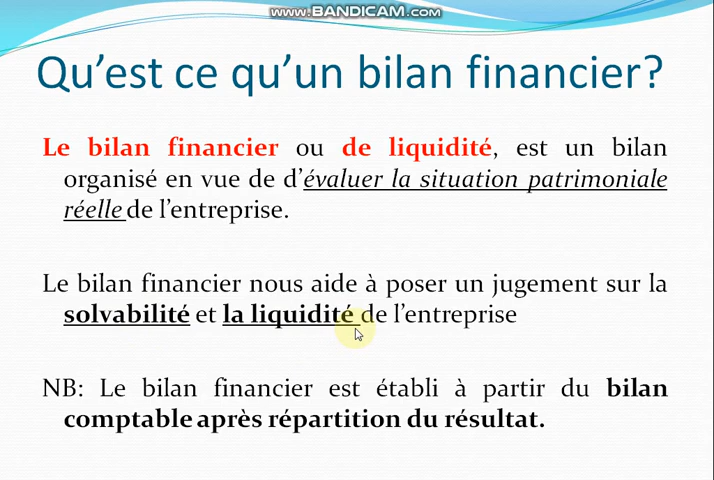 www.BANDICAM.com
Qu’est ce qu’un bilan financier?
Le bilan financier ou de liquidité, est un bilan
organisé en vue de d’évaluer la situation patrimoniale
réelle de l’entreprise.
Le bilan financier nous aide à poser un jugement sur la
solvabilité et la liquidité de l’entreprise
NB: Le bilan financier est établi à partir du bilan
comptable après répartition du résultat.